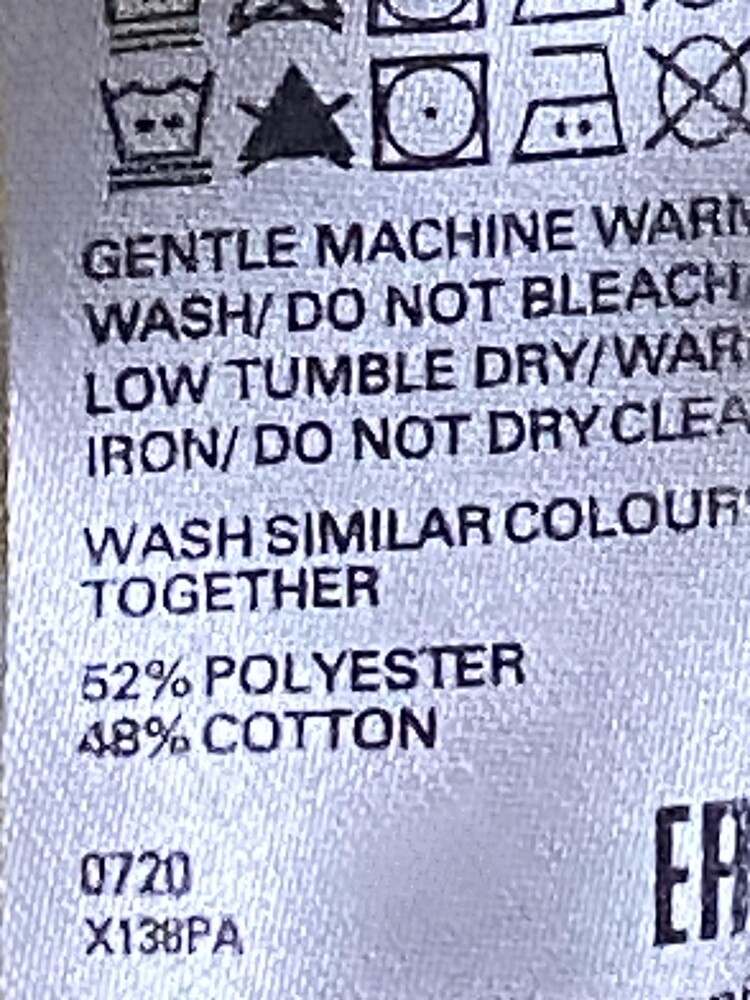 GENTLE MACHINE WARM
WASH/ DO NOT BLEACH
LOW TUMBLE DRY/WAR
IRON/ DO NOT DRY CLEA
WASH SIMILAR COLOUR
TOGETHER
52% POLYESTER
48% COTTON
0720
X138PA